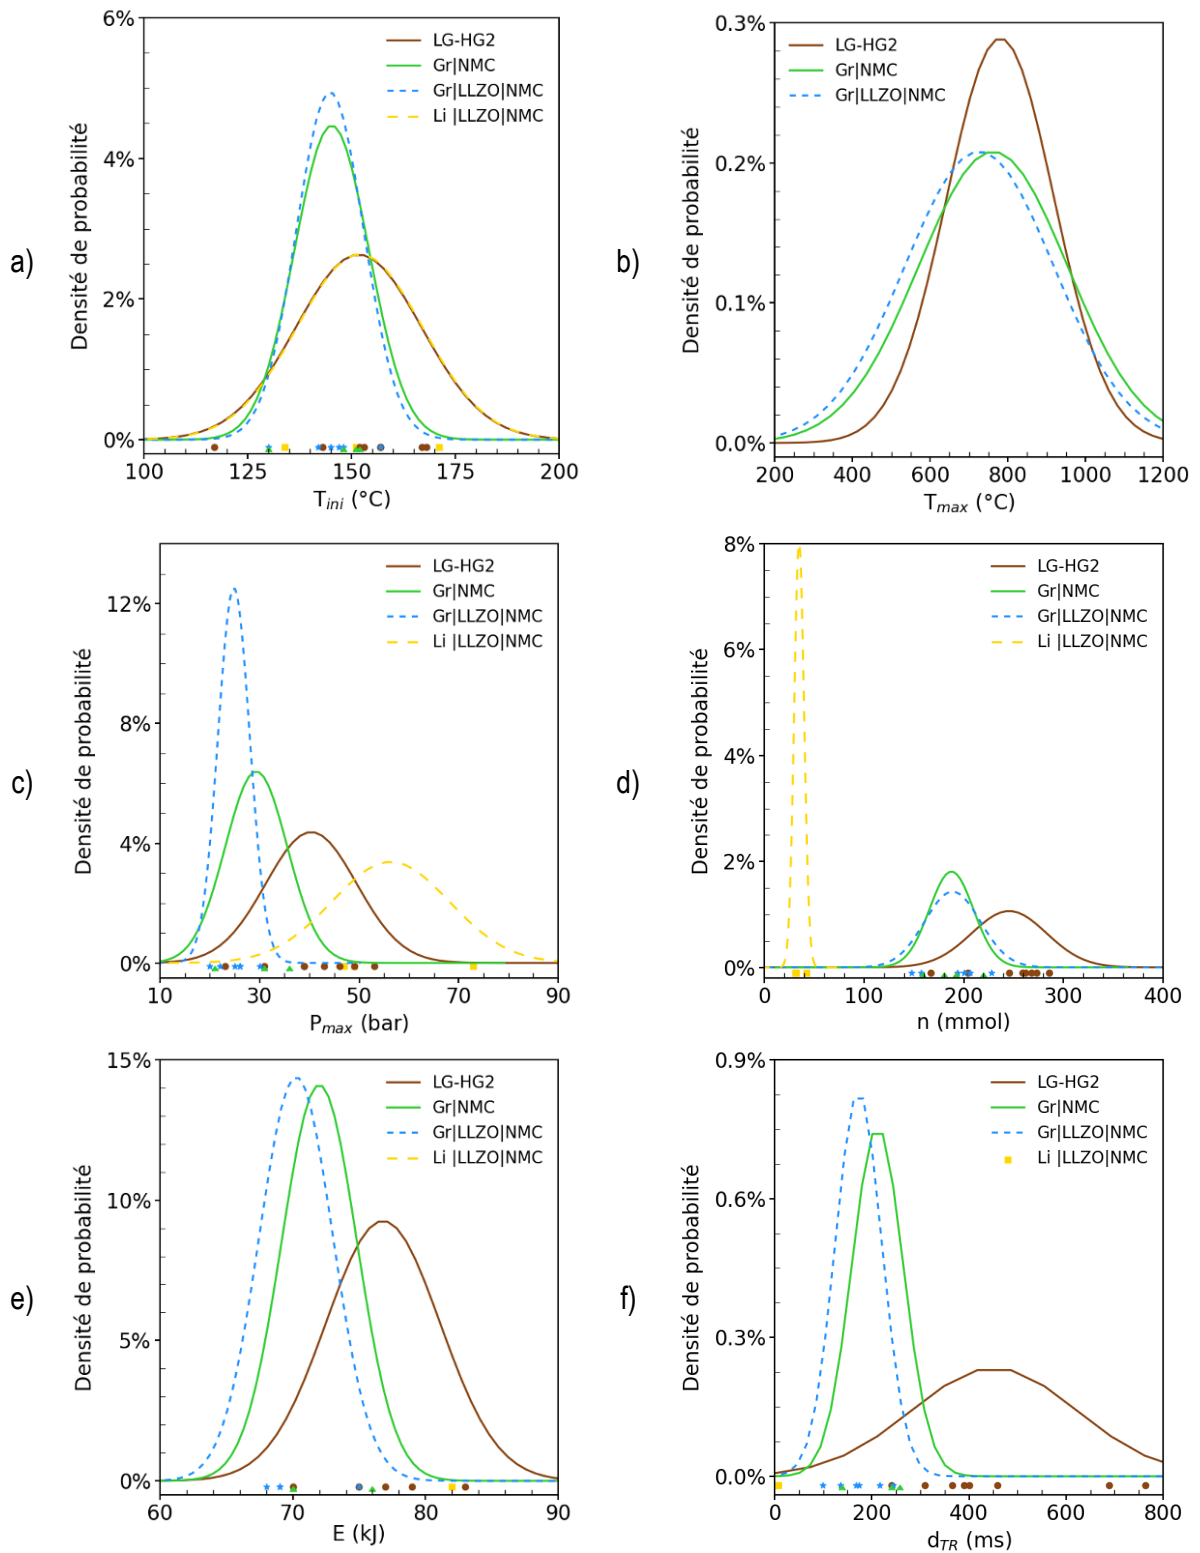 a)
Densité de probabilité
6%
4%
2%
0%
LG-HG2
Gr|NMC
Gr|LLZO|NMC
Li |LLZO|NMC
100 125 150 175 200
T_ini (°C)
b)
Densité de probabilité
0.3%
0.2%
0.1%
0.0%
LG-HG2
Gr|NMC
Gr|LLZO|NMC
200 400 600 800 1000 1200
T_max (°C)
c)
Densité de probabilité
12%
8%
4%
0%
LG-HG2
Gr|NMC
Gr|LLZO|NMC
Li |LLZO|NMC
10 30 50 70 90
P_max (bar)
d)
Densité de probabilité
8%
6%
4%
2%
0%
LG-HG2
Gr|NMC
Gr|LLZO|NMC
Li |LLZO|NMC
0 100 200 300 400
n (mmol)
e)
Densité de probabilité
15%
10%
5%
0%
LG-HG2
Gr|NMC
Gr|LLZO|NMC
Li |LLZO|NMC
60 70 80 90
E (kJ)
f)
Densité de probabilité
0.9%
0.6%
0.3%
0.0%
LG-HG2
Gr|NMC
Gr|LLZO|NMC
Li |LLZO|NMC
0 200 400 600 800
d_TR (ms)